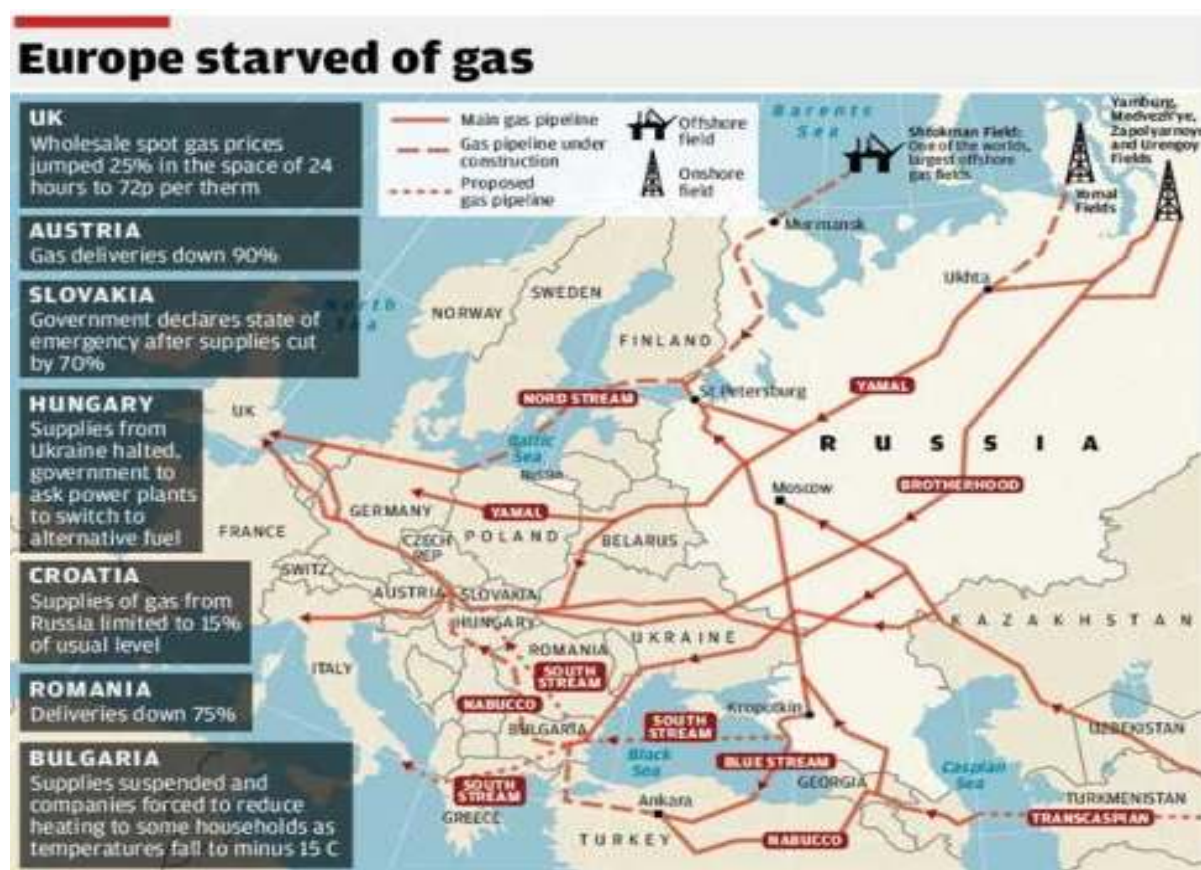 Europe starved of gas
UK
Wholesale spot gas prices
jumped 25% in the space of 24
hours to 72p per therm
AUSTRIA
Gas deliveries down 90%
SLOVAKIA
Government declares state of
emergency after supplies cut
by 70%
HUNGARY
Supplies from
Ukraine halted,
government to
ask power plants
to switch to
alternative fuel
CROATIA
Supplies of gas from
Russia limited to 15%
of usual level
ROMANIA
Deliveries down 75%
BULGARIA
Supplies suspended and
companies forced to reduce
heating to some households as
temperatures fall to minus 15 C
Main gas pipeline
Gas pipeline under
construction
Proposed
gas pipeline
Offshore
field
Onshore
field
Barents
Sea
Shtokman Field:
One of the worlds,
largest offshore
gas fields
Yamburg,
Medvezh'ye,
Zapolyarnoy
and Urengoy
Fields
Yamal
Fields
Murmansk
Ukhta
North
Sea
NORWAY
SWEDEN
FINLAND
St.Petersburg
NORD STREAM
YAMAL
RUSSIA
UK
Baltic
Sea
Russia
Moscow
BROTHERHOOD
GERMANY
YAMAL
POLAND
BELARUS
FRANCE
CZECH
REP
SWITZ
AUSTRIA
SLOVAKIA
HUNGARY
UKRAINE
KAZAKHSTAN
ROMANIA
ITALY
SOUTH
STREAM
NABUCCO
BULGARIA
SOUTH
STREAM
Kropotkin
UZBEKISTAN
Black
Sea
BLUE STREAM
GEORGIA
Caspian
Sea
SOUTH
STREAM
GREECE
Ankara
TURKEY
NABUCCO
TURKMENISTAN
TRANSCASPIAN